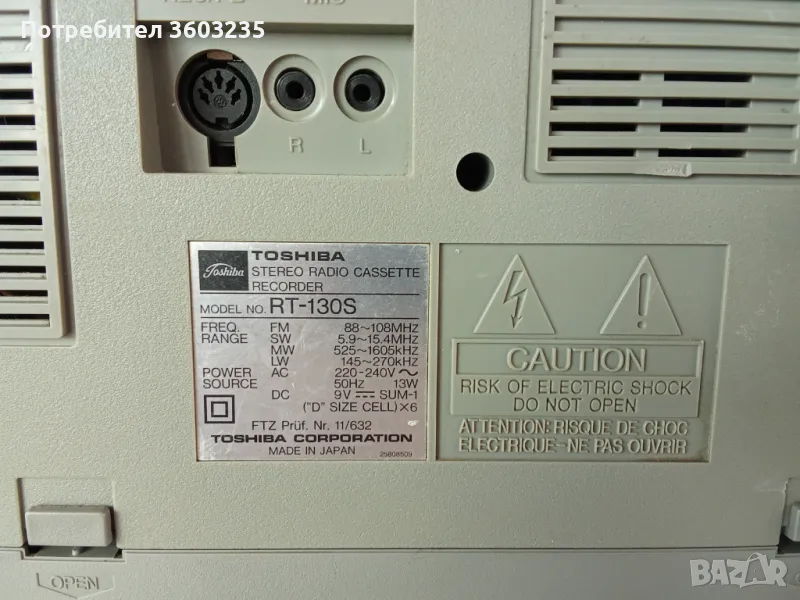 Потребител 3603235
R L
Toshiba
TOSHIBA
STEREO RADIO CASSETTE
RECORDER
MODEL NO. RT-130S
FREQ. FM 88~108MHZ
RANGE SW 5.9~15.4MHZ
MW 525~1605kHZ
LW 145~270kHZ
POWER AC 220-240V ~
SOURCE 50Hz 13W
DC 9V ⎓ SUM-1
("D" SIZE CELL)×6
FTZ Prüf. Nr. 11/632
TOSHIBA CORPORATION
MADE IN JAPAN 25808509
CAUTION
RISK OF ELECTRIC SHOCK
DO NOT OPEN
ATTENTION: RISQUE DE CHOC
ELECTRIQUE-NE PAS OUVRIR
OPEN
BAZAR